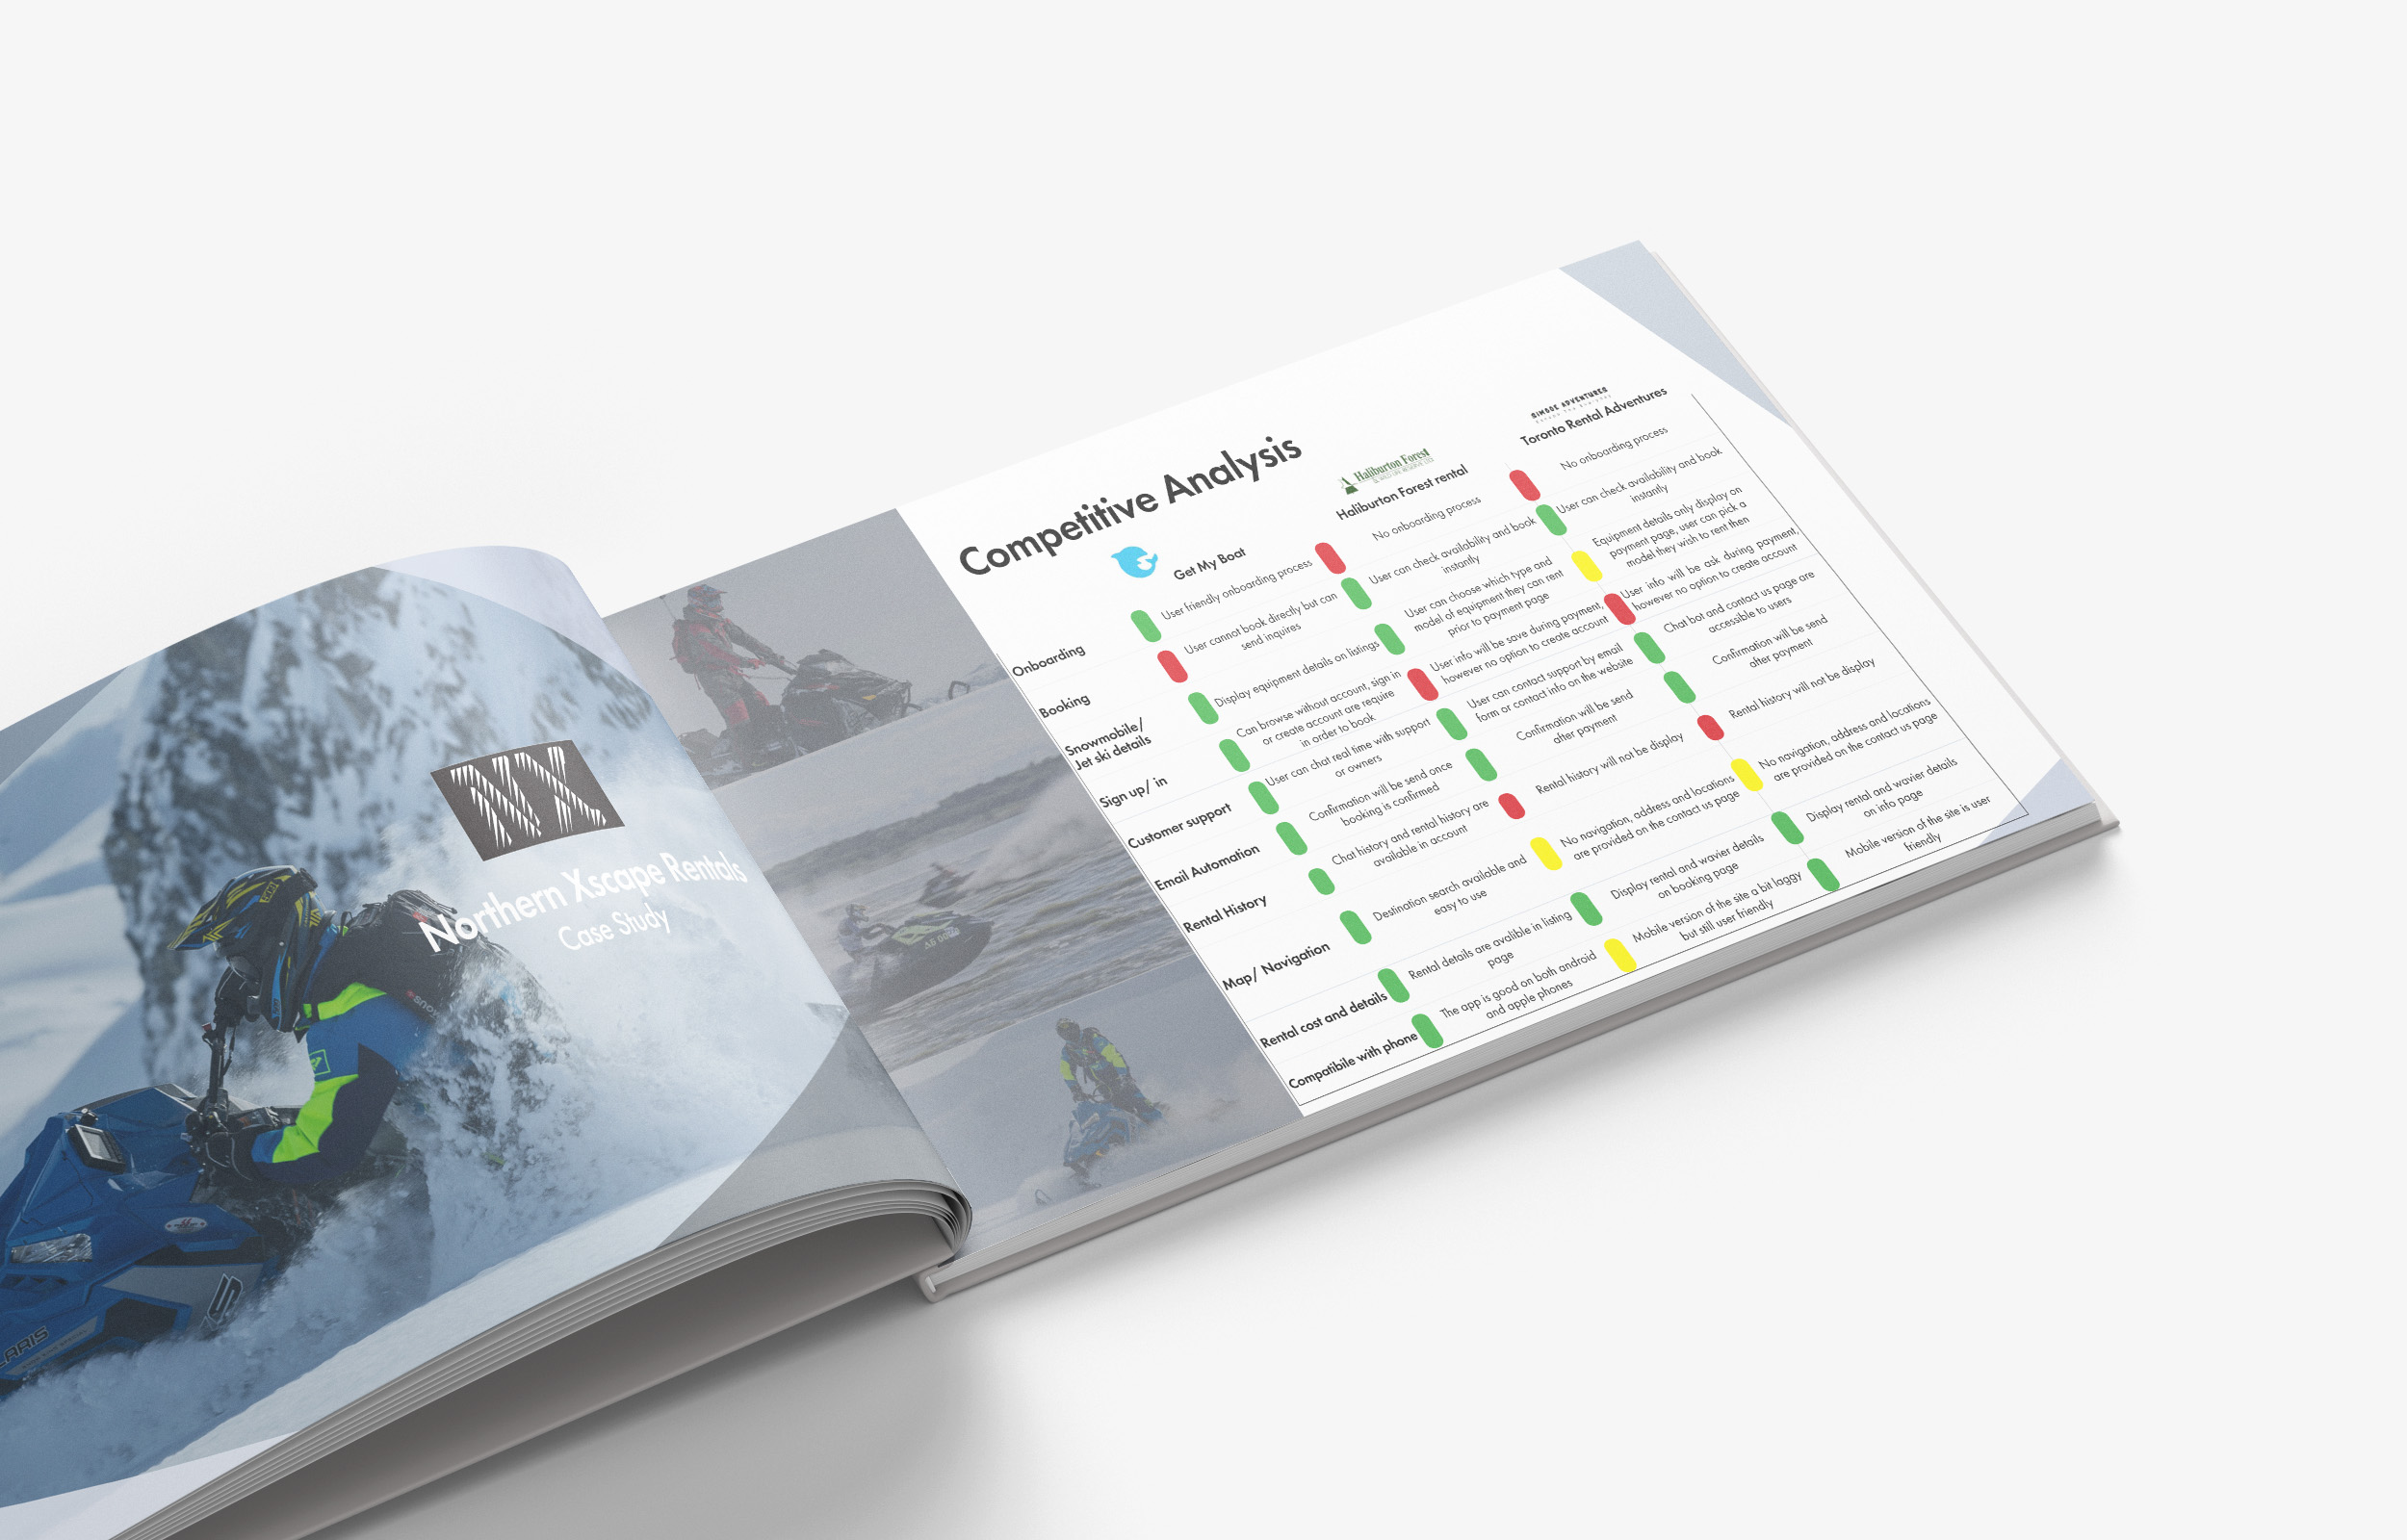 NX
Northern Xscape Rentals
Case Study
Competitive Analysis
Get My Boat
Haliburton Forest
Haliburton Forest rental
SIMCOE ADVENTURES
Toronto Rental Adventures
Onboarding
User friendly onboarding process
No onboarding process
No onboarding process
Booking
User cannot book directly but can
send inquires
User can check availability and book
instantly
User can check availability and book
instantly
Snowmobile/
Jet ski details
Display equipment details on listings
User can choose which type and
model of equipment they can rent
prior to payment page
Equipment details only display on
payment page, user can pick a
model they wish to rent then
Sign up/ in
Can browse without account, sign in
or create account are require
in order to book
User info will be save during payment,
however no option to create account
User info will be ask during payment,
however no option to create account
Customer support
User can chat real time with support
or owners
User can contact support by email
form or contact info on the website
Chat bot and contact us page are
accessible to users
Email Automation
Confirmation will be send once
booking is confirmed
Confirmation will be send
after payment
Confirmation will be send
after payment
Rental History
Chat history and rental history are
available in account
Rental history will not be display
Rental history will not be display
Map/ Navigation
Destination search available and
easy to use
No navigation, address and locations
are provided on the contact us page
No navigation, address and locations
are provided on the contact us page
Rental cost and details
Rental details are avalible in listing
page
Display rental and wavier details
on booking page
Display rental and wavier details
on info page
Compatibile with phone
The app is good on both android
and apple phones
Mobile version of the site a bit laggy
but still user friendly
Mobile version of the site is user
friendly